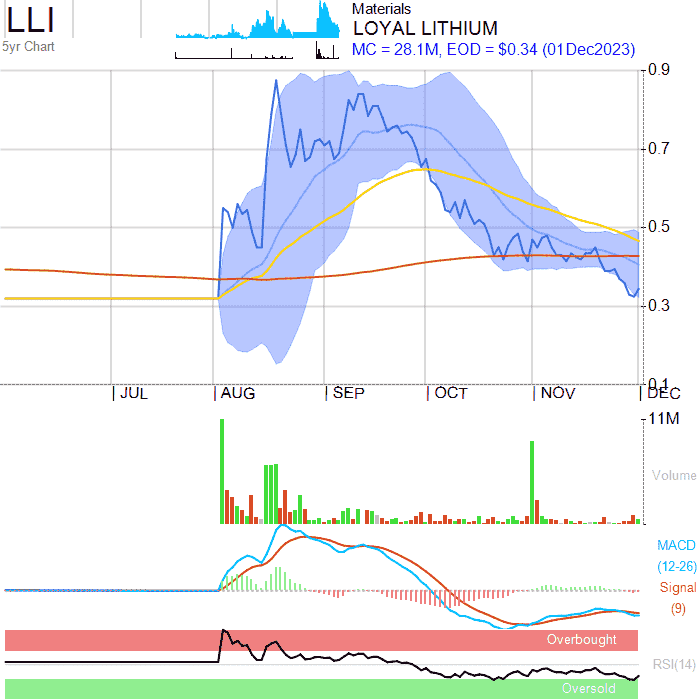 LLI
5yr Chart
Materials
LOYAL LITHIUM
MC = 28.1M, EOD = $0.34 (01Dec2023)
0.9
0.7
0.5
0.3
0.1
JUL AUG SEP OCT NOV DEC
11M
Volume
MACD
(12-26)
Signal
(9)
Overbought
RSI(14)
Oversold